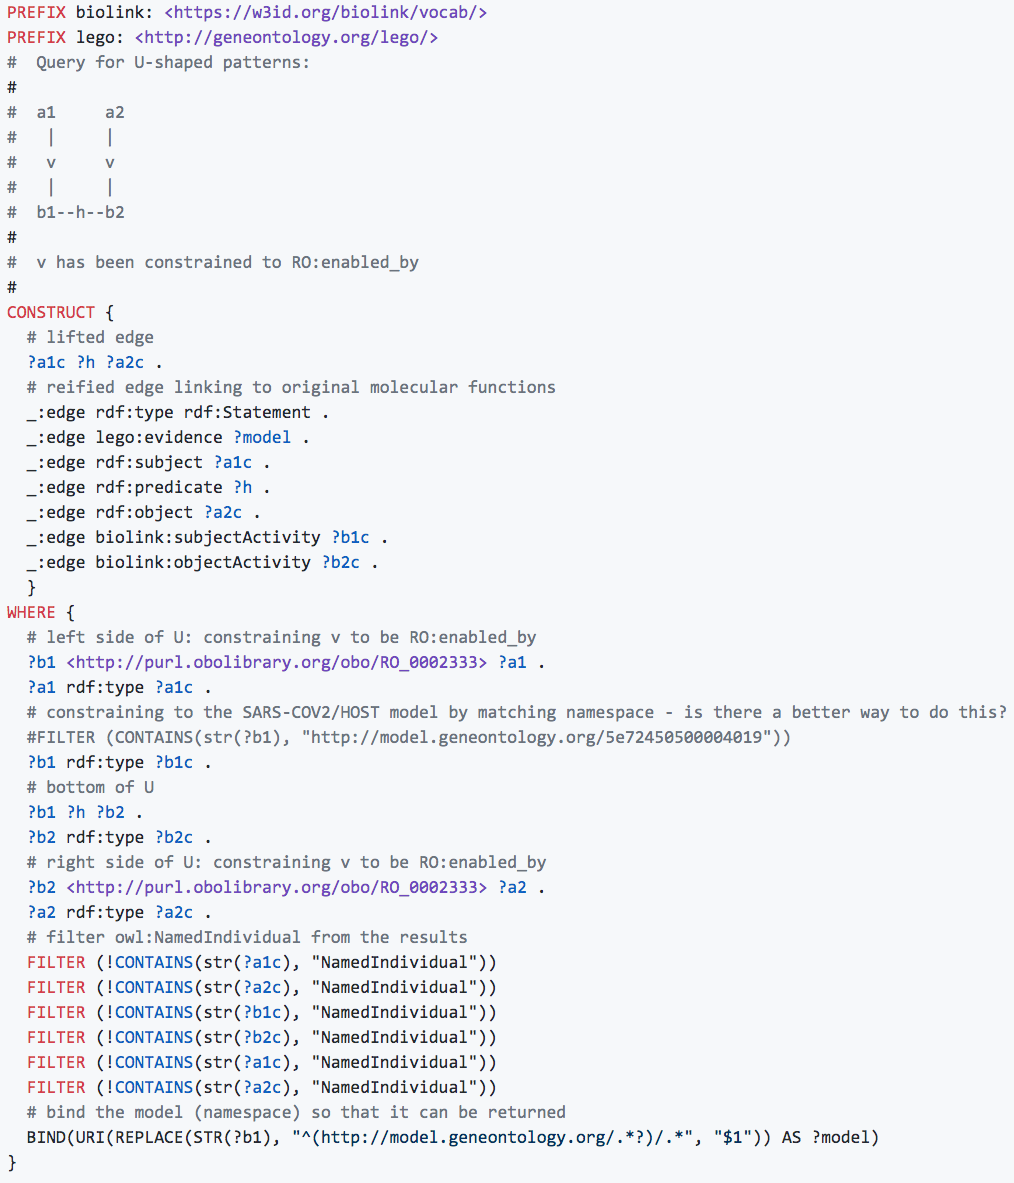 PREFIX biolink: <https://w3id.org/biolink/vocab/>
PREFIX lego: <http://geneontology.org/lego/>
#  Query for U-shaped patterns:
#
#  a1     a2
#   |     |
#   v     v
#   |     |
#  b1--h--b2
#
#  v has been constrained to RO:enabled_by
#
CONSTRUCT {
  # lifted edge
  ?a1c ?h ?a2c .
  # reified edge linking to original molecular functions
  _:edge rdf:type rdf:Statement .
  _:edge lego:evidence ?model .
  _:edge rdf:subject ?a1c .
  _:edge rdf:predicate ?h .
  _:edge rdf:object ?a2c .
  _:edge biolink:subjectActivity ?b1c .
  _:edge biolink:objectActivity ?b2c .
  }
WHERE {
  # left side of U: constraining v to be RO:enabled_by
  ?b1 <http://purl.obolibrary.org/obo/RO_0002333> ?a1 .
  ?a1 rdf:type ?a1c .
  # constraining to the SARS-COV2/HOST model by matching namespace - is there a better way to do this?
  #FILTER (CONTAINS(str(?b1), "http://model.geneontology.org/5e72450500004019"))
  ?b1 rdf:type ?b1c .
  # bottom of U
  ?b1 ?h ?b2 .
  ?b2 rdf:type ?b2c .
  # right side of U: constraining v to be RO:enabled_by
  ?b2 <http://purl.obolibrary.org/obo/RO_0002333> ?a2 .
  ?a2 rdf:type ?a2c .
  # filter owl:NamedIndividual from the results
  FILTER (!CONTAINS(str(?a1c), "NamedIndividual"))
  FILTER (!CONTAINS(str(?a2c), "NamedIndividual"))
  FILTER (!CONTAINS(str(?b1c), "NamedIndividual"))
  FILTER (!CONTAINS(str(?b2c), "NamedIndividual"))
  FILTER (!CONTAINS(str(?a1c), "NamedIndividual"))
  FILTER (!CONTAINS(str(?a2c), "NamedIndividual"))
  # bind the model (namespace) so that it can be returned
  BIND(URI(REPLACE(STR(?b1), "^(http://model.geneontology.org/.*?)/.*", "$1")) AS ?model)
}